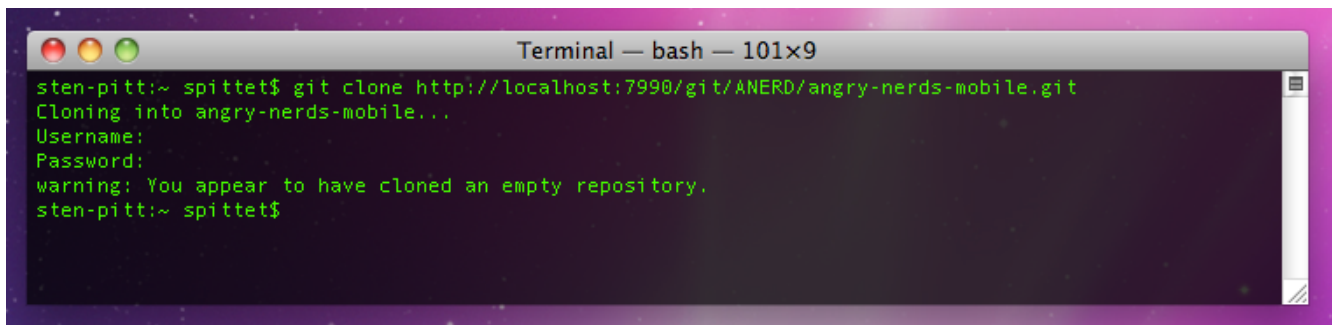 Terminal — bash — 101×9
sten-pitt:~ spittet$ git clone http://localhost:7990/git/ANERD/angry-nerds-mobile.git
Cloning into angry-nerds-mobile...
Username:
Password:
warning: You appear to have cloned an empty repository.
sten-pitt:~ spittet$